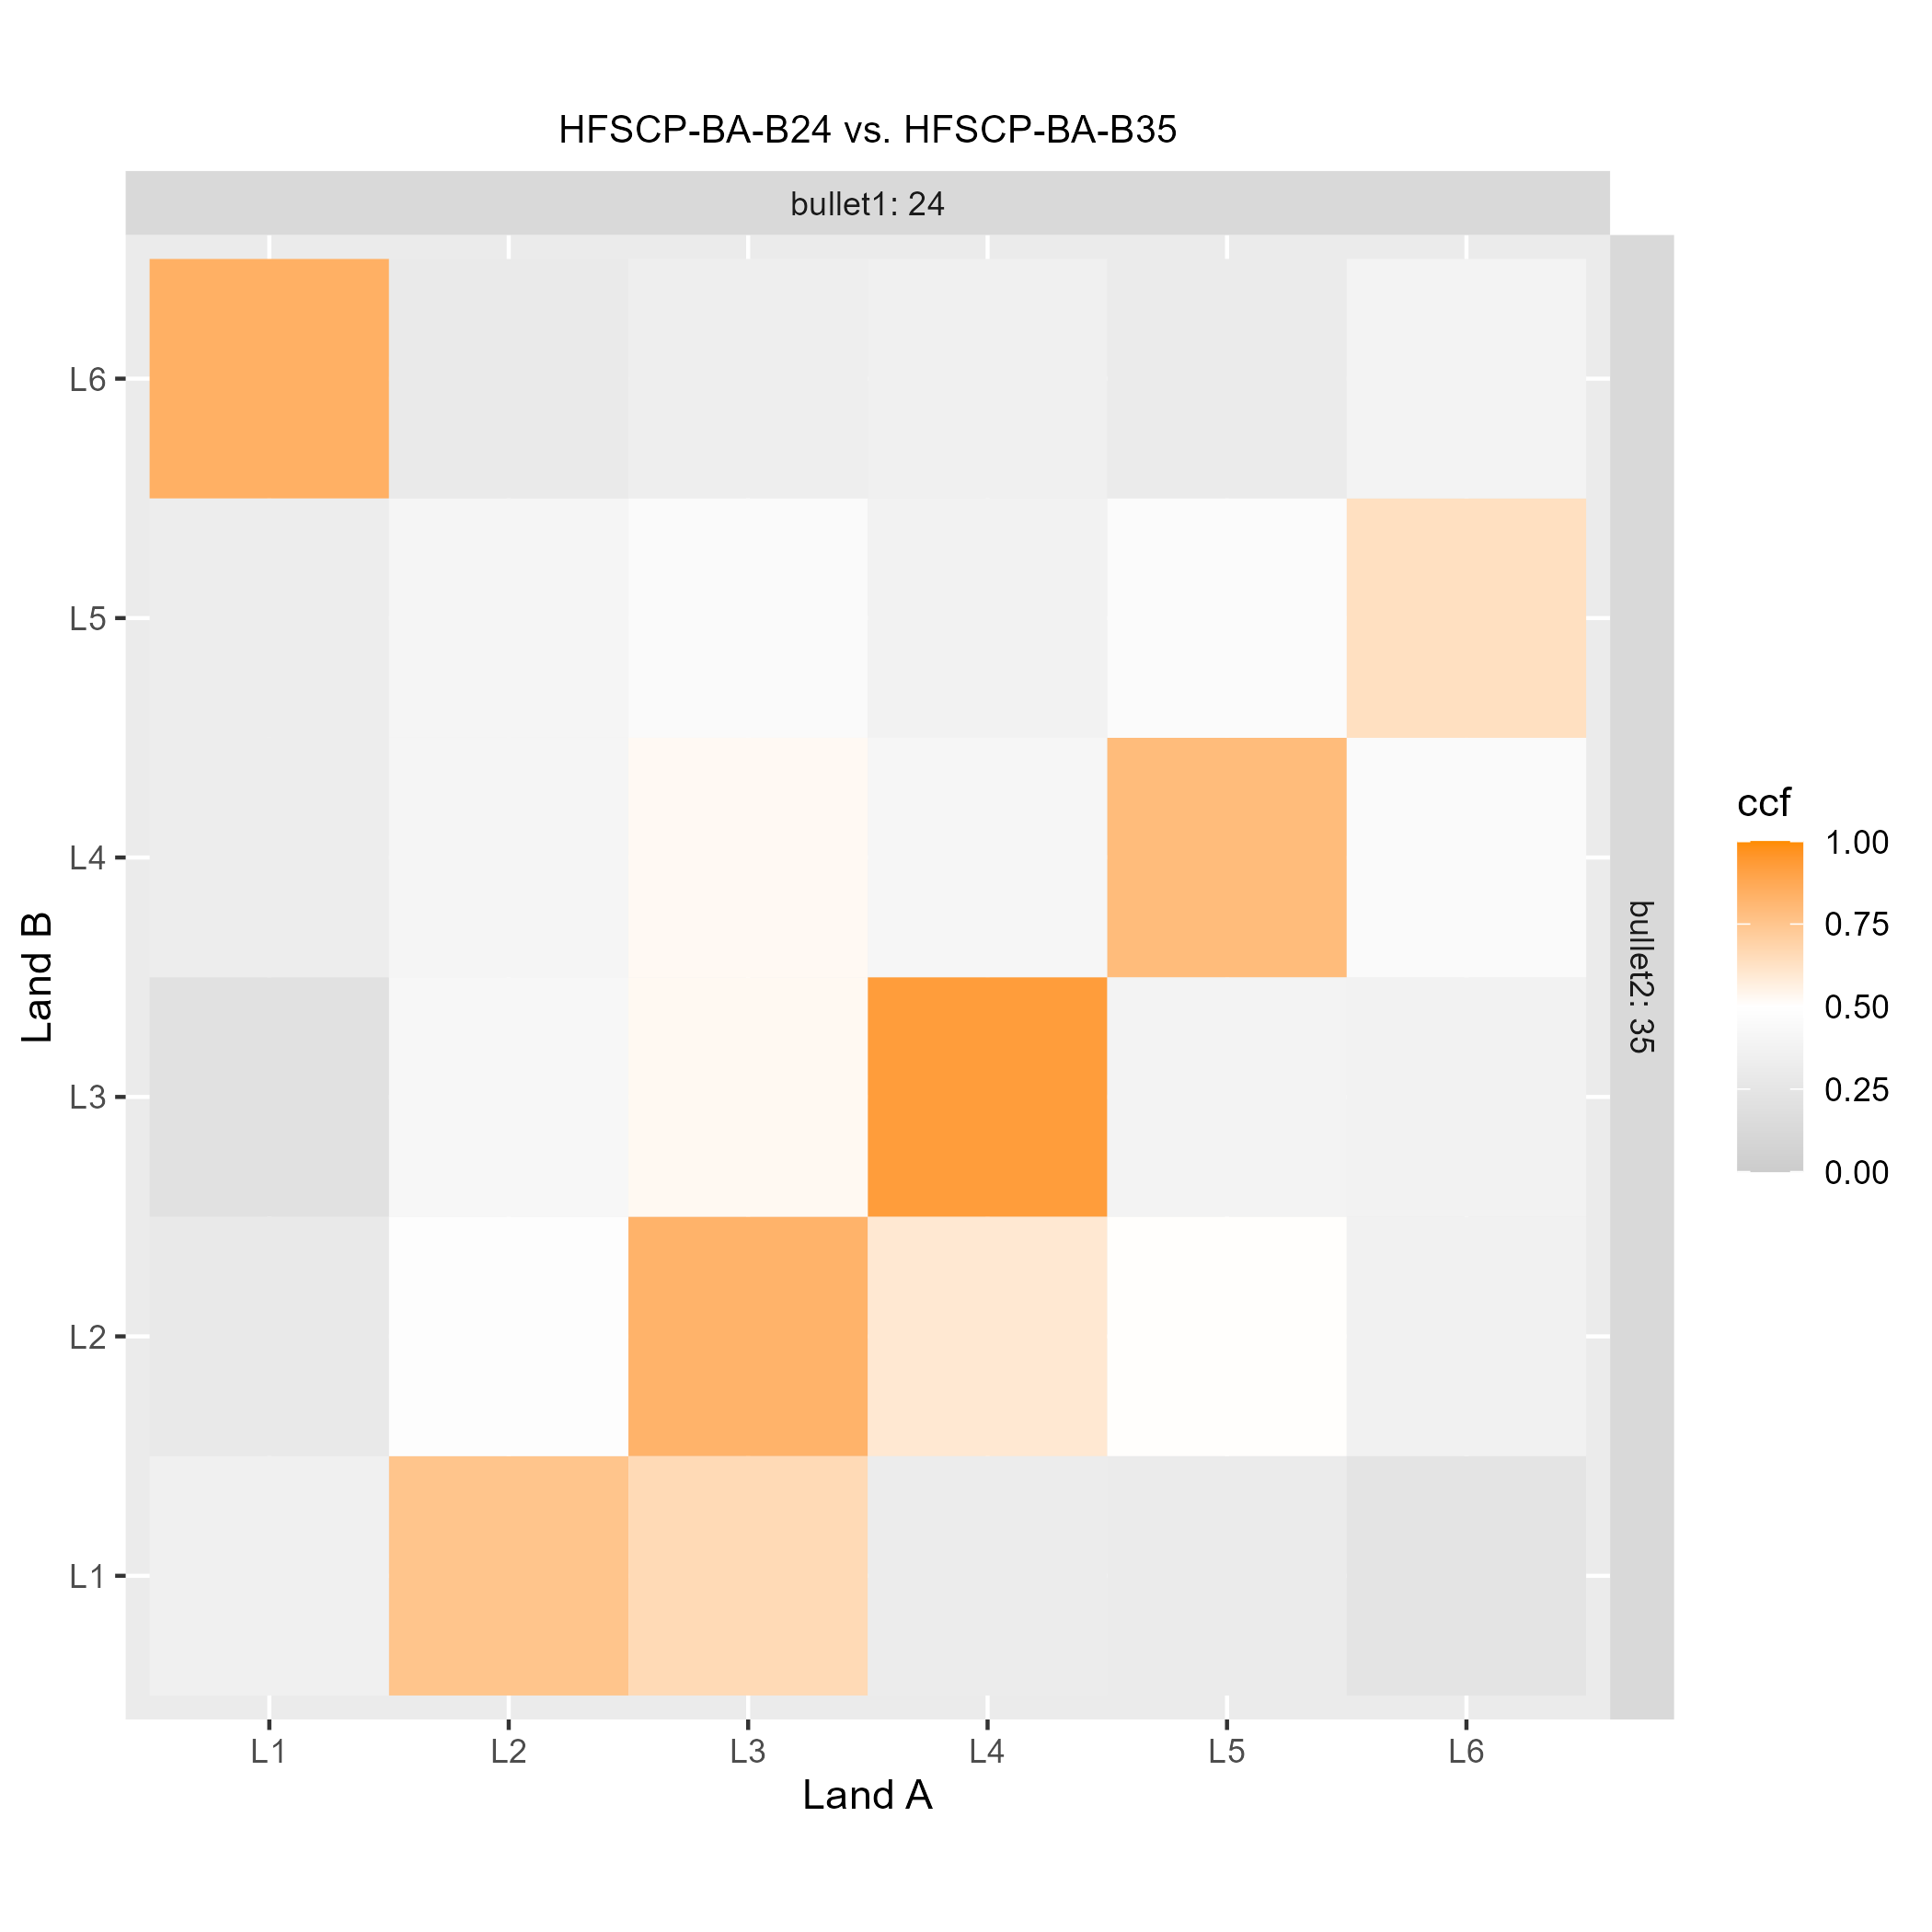 HFSCP-BA-B24 vs. HFSCP-BA-B35
bullet1: 24
bullet2: 35
Land B
L6
L5
L4
L3
L2
L1
L1 L2 L3 L4 L5 L6
Land A
ccf
1.00
0.75
0.50
0.25
0.00